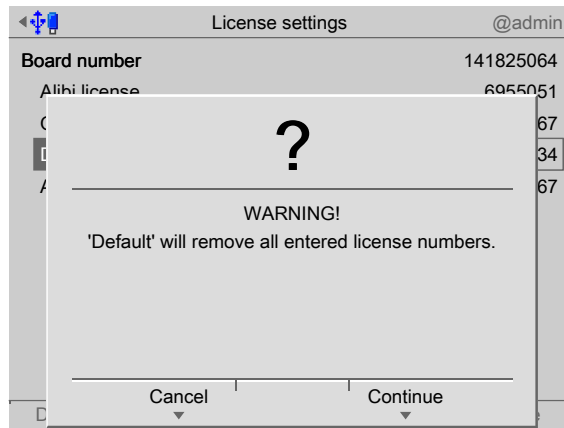 License settings @admin
Board number 141825064
Alibi license 6955051
67
34
67
?
WARNING!
'Default' will remove all entered license numbers.
Cancel Continue